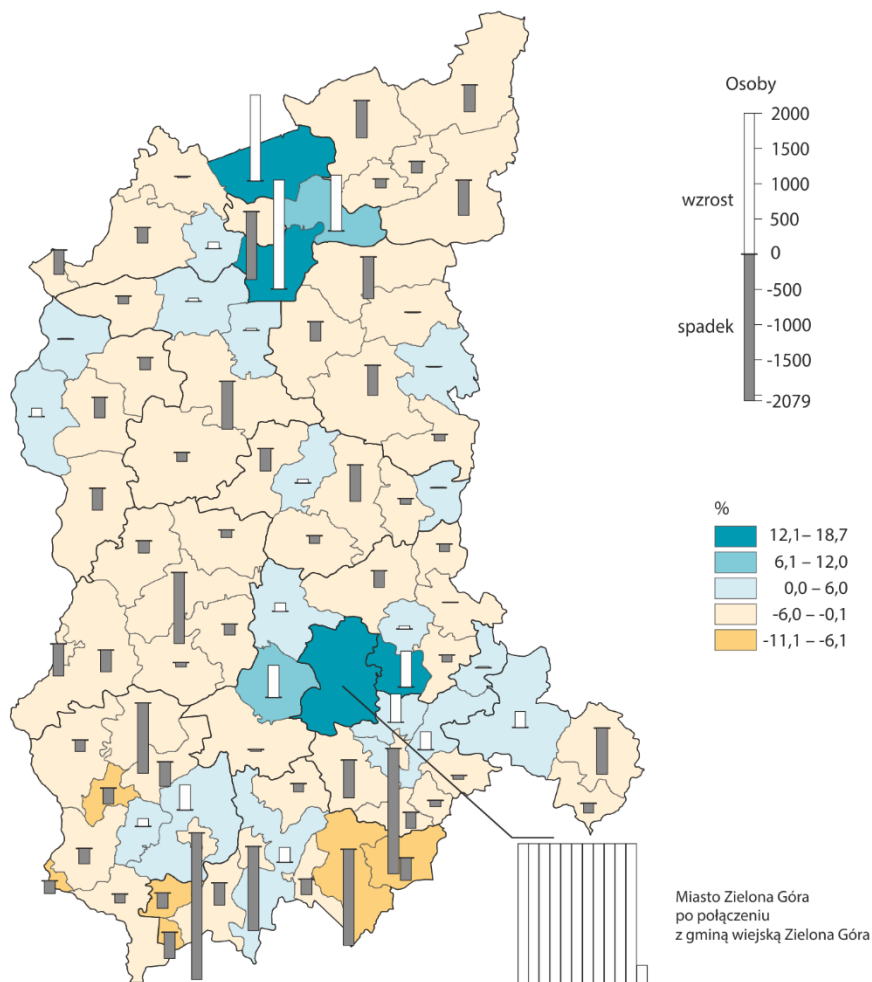 Osoby
2000
1500
1000
wzrost
500
0
-500
spadek
-1000
-1500
-2079
%
12,1– 18,7
6,1 – 12,0
0,0 – 6,0
-6,0 – -0,1
-11,1 – -6,1
Miasto Zielona Góra
po połączeniu
z gminą wiejską Zielona Góra